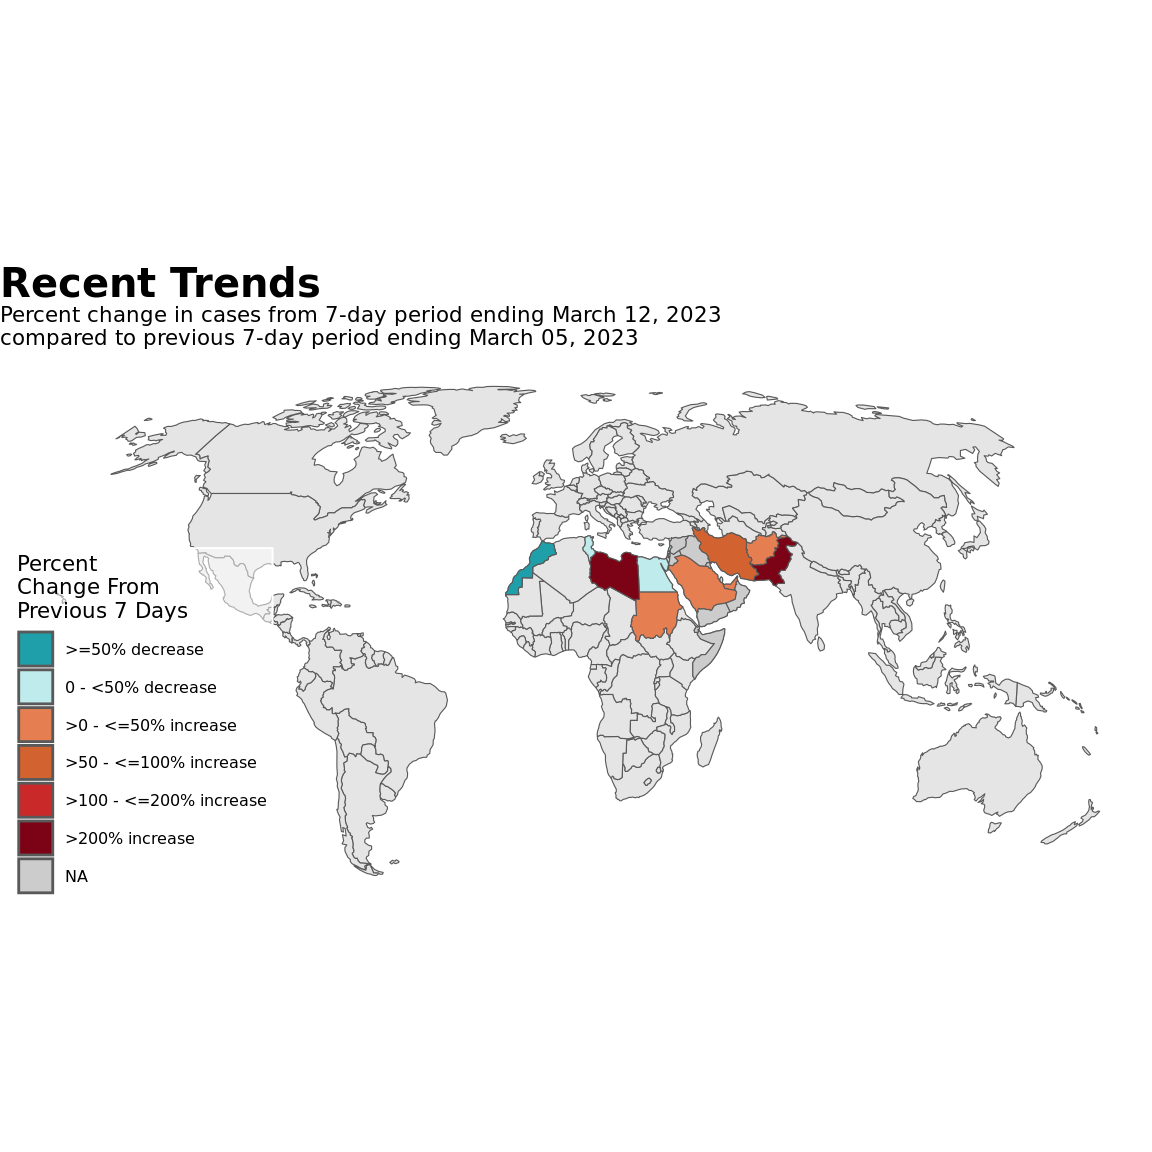 Recent Trends
Percent change in cases from 7-day period ending March 12, 2023
compared to previous 7-day period ending March 05, 2023
Percent
Change From
Previous 7 Days
>=50% decrease
0 - <50% decrease
>0 - <=50% increase
>50 - <=100% increase
>100 - <=200% increase
>200% increase
NA